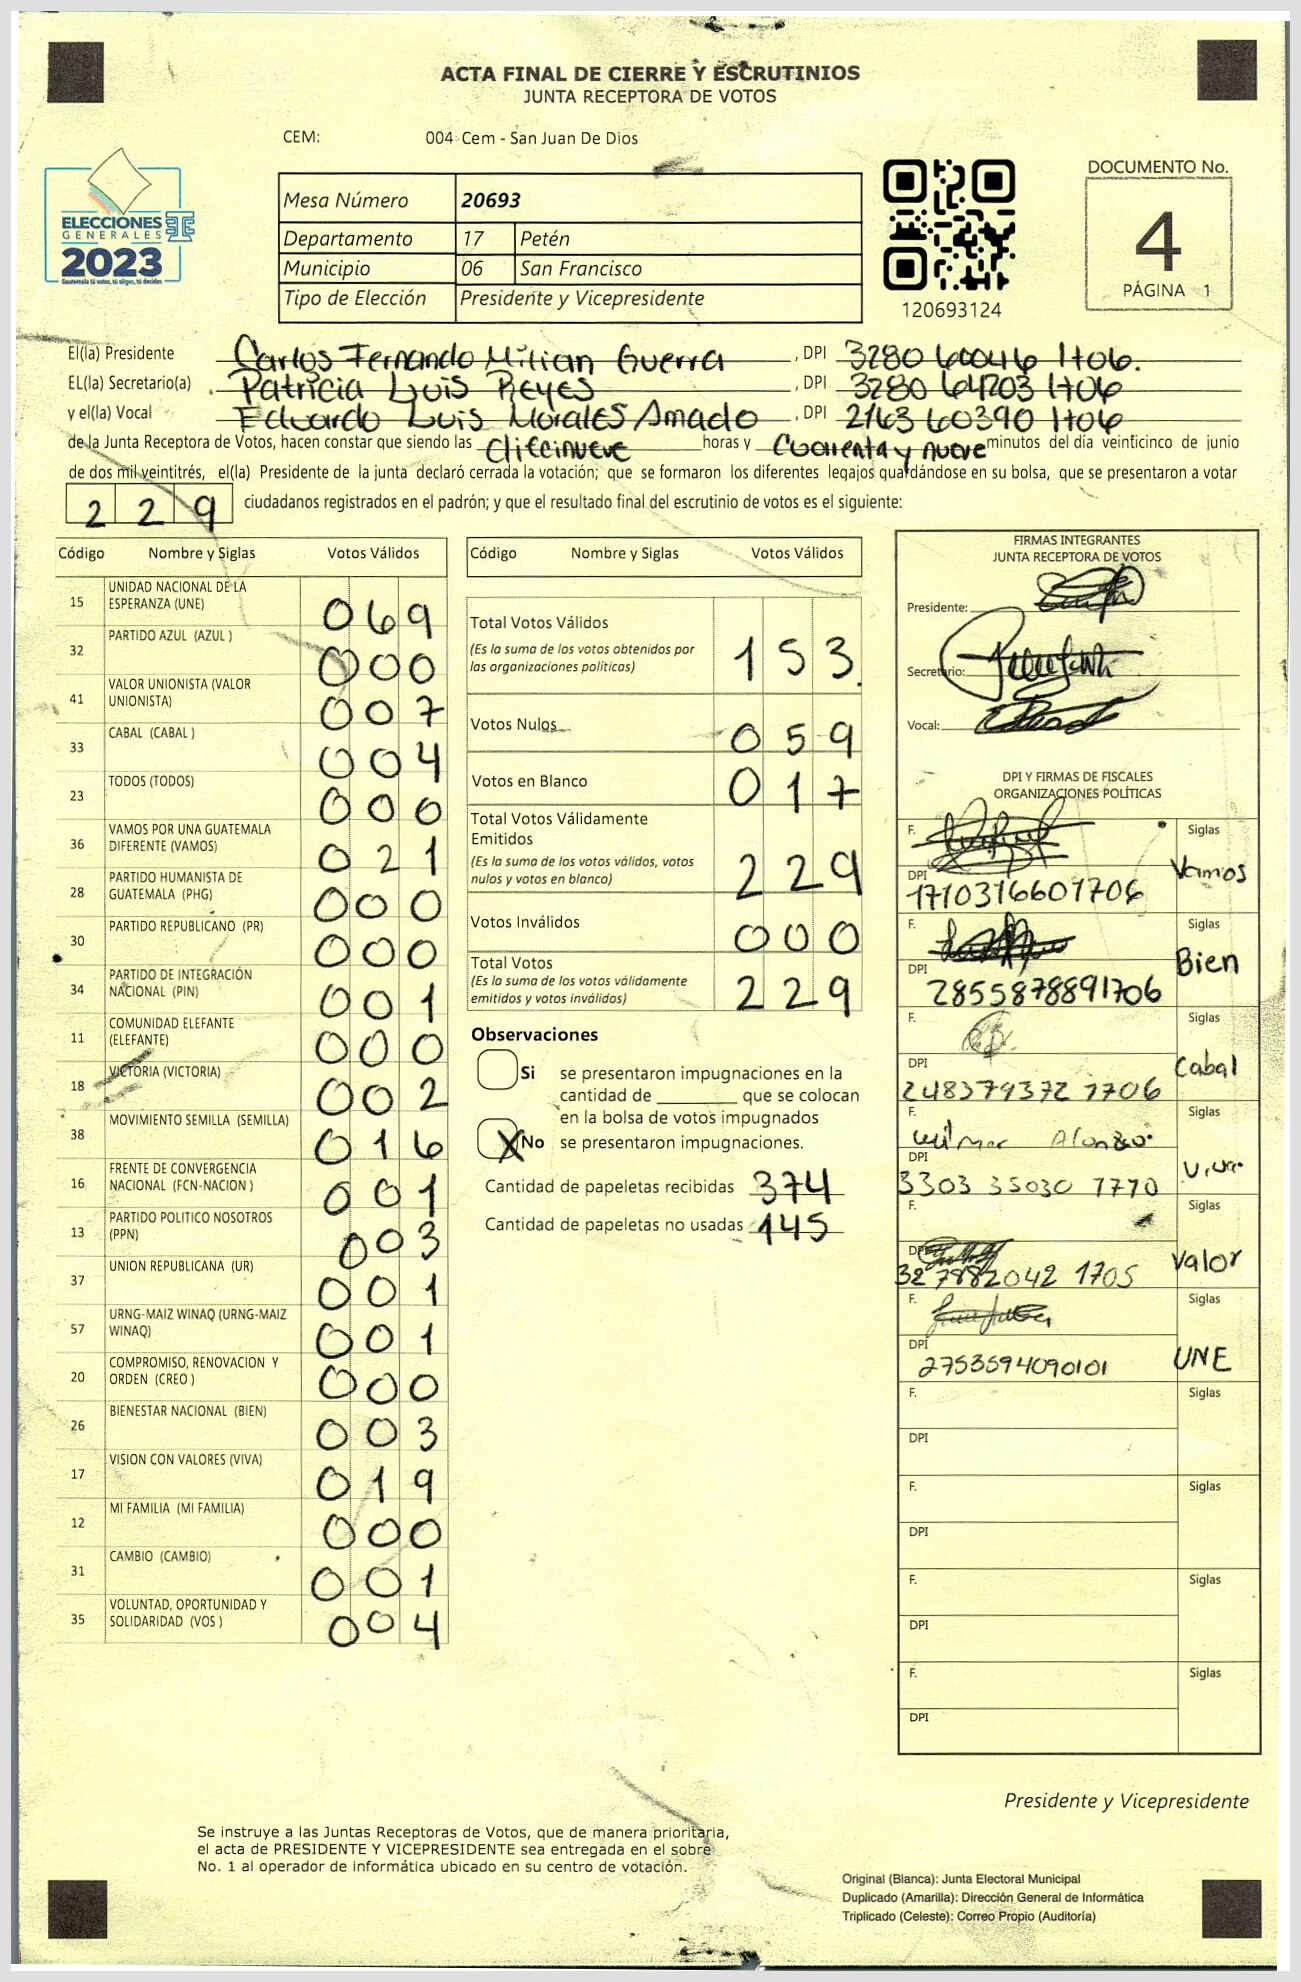 ACTA FINAL DE CIERRE Y ESCRUTINIOS
JUNTA RECEPTORA DE VOTOS
CEM: 004 Cem - San Juan De Dios
ELECCIONES
GENERALES
2023
Guatemala tú votas, tú eliges, tú decides
Mesa Número 20693
Departamento 17 Petén
Municipio 06 San Francisco
Tipo de Elección Presidente y Vicepresidente
120693124
DOCUMENTO No.
4
PÁGINA 1
El(la) Presidente Carlos Fernando Milian Guerra , DPI 3280 60046 1706.
EL(la) Secretario(a) Patricia Luis Reyes , DPI 3280 64203 1706
y el(la) Vocal Eduardo Luis Morales Amado , DPI 2163 60390 1706
de la Junta Receptora de Votos, hacen constar que siendo las diecinueve horas y Cuarenta y nueve minutos del día veinticinco de junio
de dos mil veintitrés, el(la) Presidente de la junta declaró cerrada la votación; que se formaron los diferentes legajos guardándose en su bolsa, que se presentaron a votar
229 ciudadanos registrados en el padrón; y que el resultado final del escrutinio de votos es el siguiente:
Código Nombre y Siglas Votos Válidos
15 UNIDAD NACIONAL DE LA ESPERANZA (UNE) 069
32 PARTIDO AZUL (AZUL ) 000
41 VALOR UNIONISTA (VALOR UNIONISTA) 007
33 CABAL (CABAL ) 004
23 TODOS (TODOS) 000
36 VAMOS POR UNA GUATEMALA DIFERENTE (VAMOS) 021
28 PARTIDO HUMANISTA DE GUATEMALA (PHG) 000
30 PARTIDO REPUBLICANO (PR) 000
34 PARTIDO DE INTEGRACIÓN NACIONAL (PIN) 001
11 COMUNIDAD ELEFANTE (ELEFANTE) 000
18 VICTORIA (VICTORIA) 002
38 MOVIMIENTO SEMILLA (SEMILLA) 016
16 FRENTE DE CONVERGENCIA NACIONAL (FCN-NACION ) 001
13 PARTIDO POLITICO NOSOTROS (PPN) 003
37 UNION REPUBLICANA (UR) 001
57 URNG-MAIZ WINAQ (URNG-MAIZ WINAQ) 001
20 COMPROMISO, RENOVACION Y ORDEN (CREO ) 000
26 BIENESTAR NACIONAL (BIEN) 003
17 VISION CON VALORES (VIVA) 019
12 MI FAMILIA (MI FAMILIA) 000
31 CAMBIO (CAMBIO) 001
35 VOLUNTAD, OPORTUNIDAD Y SOLIDARIDAD (VOS ) 004
Código Nombre y Siglas Votos Válidos
Total Votos Válidos 153
(Es la suma de los votos obtenidos por
las organizaciones políticas)
Votos Nulos 059
Votos en Blanco 017
Total Votos Válidamente
Emitidos 229
(Es la suma de los votos válidos, votos
nulos y votos en blanco)
Votos Inválidos 000
Total Votos 229
(Es la suma de los votos válidamente
emitidos y votos inválidos)
Observaciones
Si se presentaron impugnaciones en la
cantidad de ________ que se colocan
en la bolsa de votos impugnados
X No se presentaron impugnaciones.
Cantidad de papeletas recibidas 374
Cantidad de papeletas no usadas 145
FIRMAS INTEGRANTES
JUNTA RECEPTORA DE VOTOS
Presidente:
Secretario:
Vocal:
DPI Y FIRMAS DE FISCALES
ORGANIZACIONES POLÍTICAS
F. Siglas Vamos
DPI 1710316601706
F. Siglas Bien
DPI 2855878891706
F. Siglas Cabal
DPI 248379372 1706
F. Wilmer Alonzo Siglas Viva
DPI 3303 35030 1770
F. Siglas Valor
DPI 327882042 1705
F. Siglas UNE
DPI 2753594090101
F. Siglas
DPI
F. Siglas
DPI
F. Siglas
DPI
F. Siglas
DPI
Presidente y Vicepresidente
Se instruye a las Juntas Receptoras de Votos, que de manera prioritaria,
el acta de PRESIDENTE Y VICEPRESIDENTE sea entregada en el sobre
No. 1 al operador de informática ubicado en su centro de votación.
Original (Blanca): Junta Electoral Municipal
Duplicado (Amarilla): Dirección General de Informática
Triplicado (Celeste): Correo Propio (Auditoría)